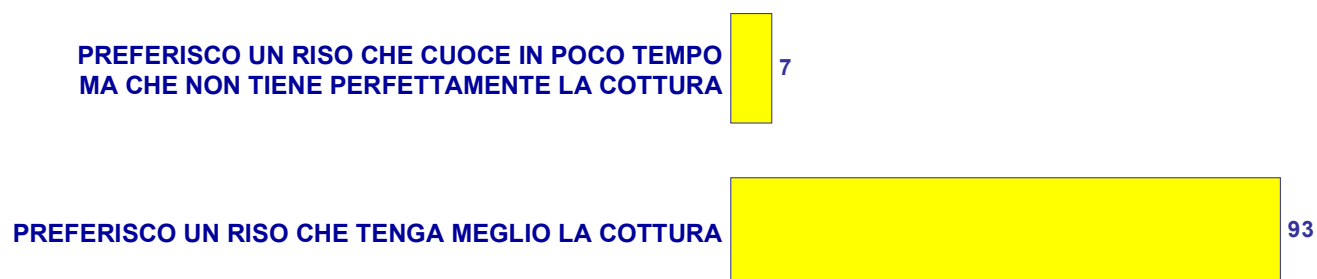 PREFERISCO UN RISO CHE CUOCE IN POCO TEMPO
MA CHE NON TIENE PERFETTAMENTE LA COTTURA
7
PREFERISCO UN RISO CHE TENGA MEGLIO LA COTTURA
93